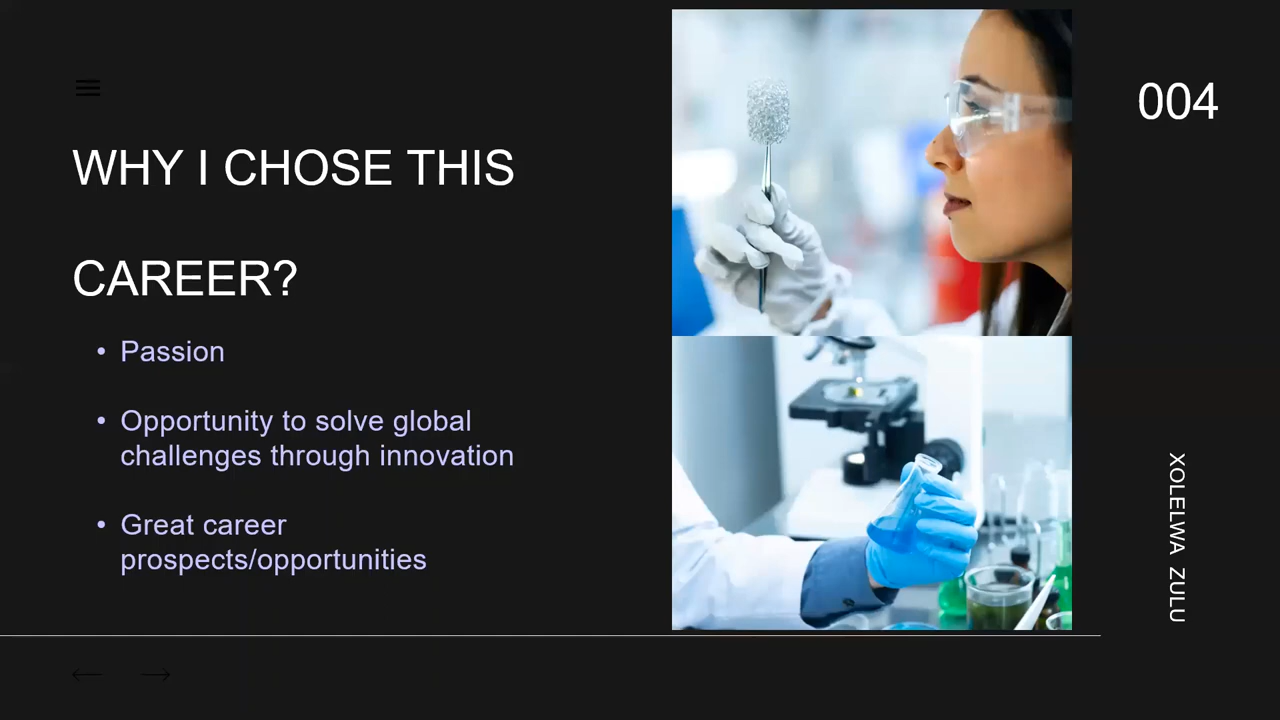 WHY I CHOSE THIS
CAREER?
• Passion
• Opportunity to solve global
challenges through innovation
• Great career
prospects/opportunities
004
XOLELWA ZULU